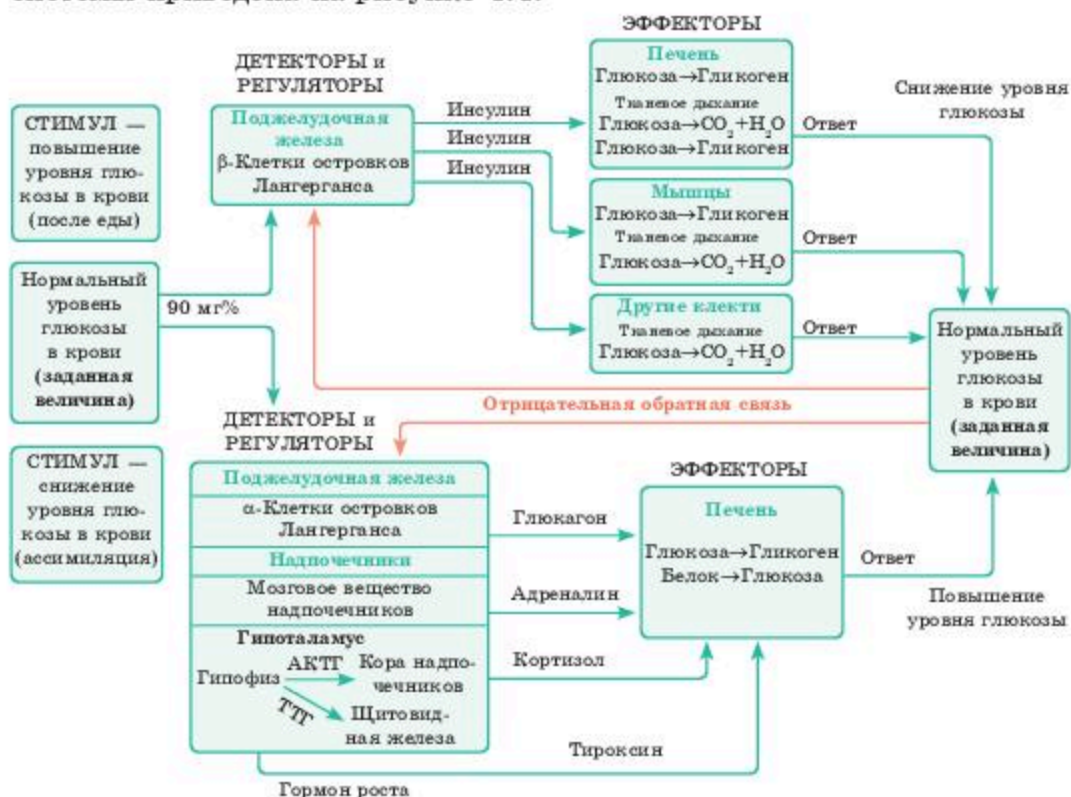 ЭФФЕКТОРЫ
ДЕТЕКТОРЫ и
РЕГУЛЯТОРЫ
СТИМУЛ —
повышение
уровня глю-
козы в крови
(после еды)
Поджелудочная
железа
β-Клетки островков
Лангерганса
Инсулин
Инсулин
Инсулин
Печень
Глюкоза→Гликоген
Тканевое дыхание
Глюкоза→CO₂+H₂O
Глюкоза→Гликоген
Ответ
Снижение уровня
глюкозы
Мышцы
Глюкоза→Гликоген
Тканевое дыхание
Глюкоза→CO₂+H₂O
Ответ
Другие клекти
Тканевое дыхание
Глюкоза→CO₂+H₂O
Ответ
Нормальный
уровень
глюкозы
в крови
(заданная
величина)
90 мг%
Нормальный
уровень
глюкозы
в крови
(заданная
величина)
Отрицательная обратная связь
СТИМУЛ —
снижение
уровня глю-
козы в крови
(ассимиляция)
ДЕТЕКТОРЫ и
РЕГУЛЯТОРЫ
Поджелудочная железа
α-Клетки островков
Лангерганса
Надпочечники
Мозговое вещество
надпочечников
Гипоталамус
Гипофиз
АКТГ
Кора надпо-
чечников
ТТГ
Щитовид-
ная железа
Глюкагон
Адреналин
Кортизол
Тироксин
Гормон роста
ЭФФЕКТОРЫ
Печень
Глюкоза→Гликоген
Белок→Глюкоза
Ответ
Повышение
уровня глюкозы